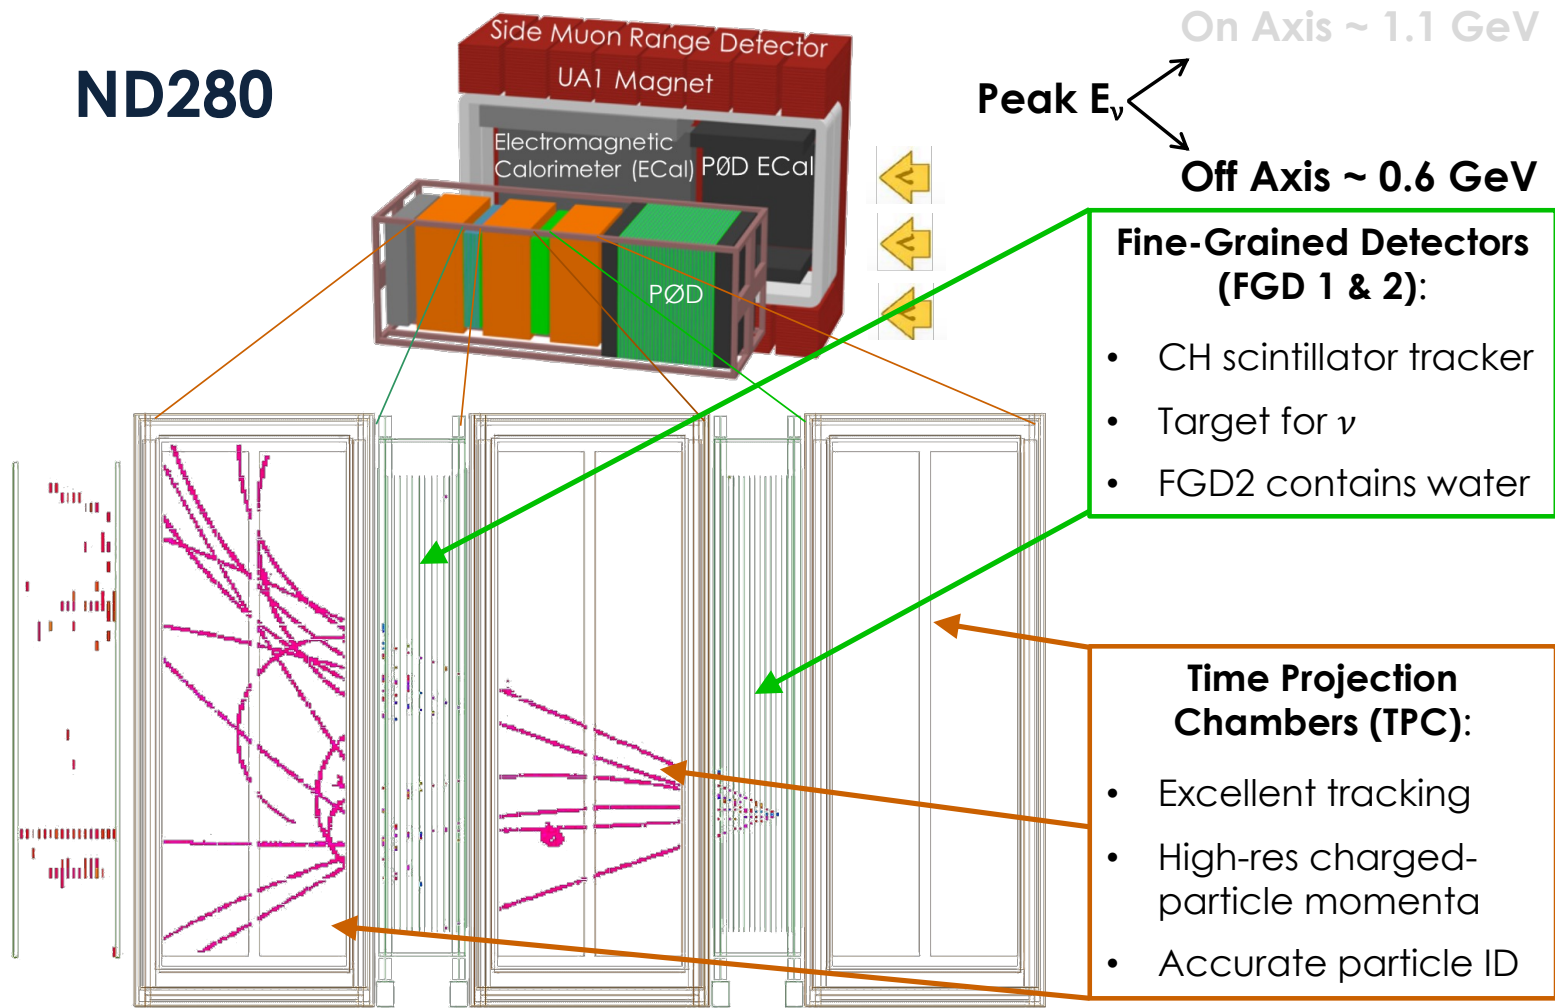 ND280
Side Muon Range Detector
UA1 Magnet
Electromagnetic
Calorimeter (ECal)
PØD ECal
PØD
On Axis ~ 1.1 GeV
Peak Eν
Off Axis ~ 0.6 GeV
ν
ν
ν
Fine-Grained Detectors
(FGD 1 & 2):
• CH scintillator tracker
• Target for ν
• FGD2 contains water
Time Projection
Chambers (TPC):
• Excellent tracking
• High-res charged-
particle momenta
• Accurate particle ID